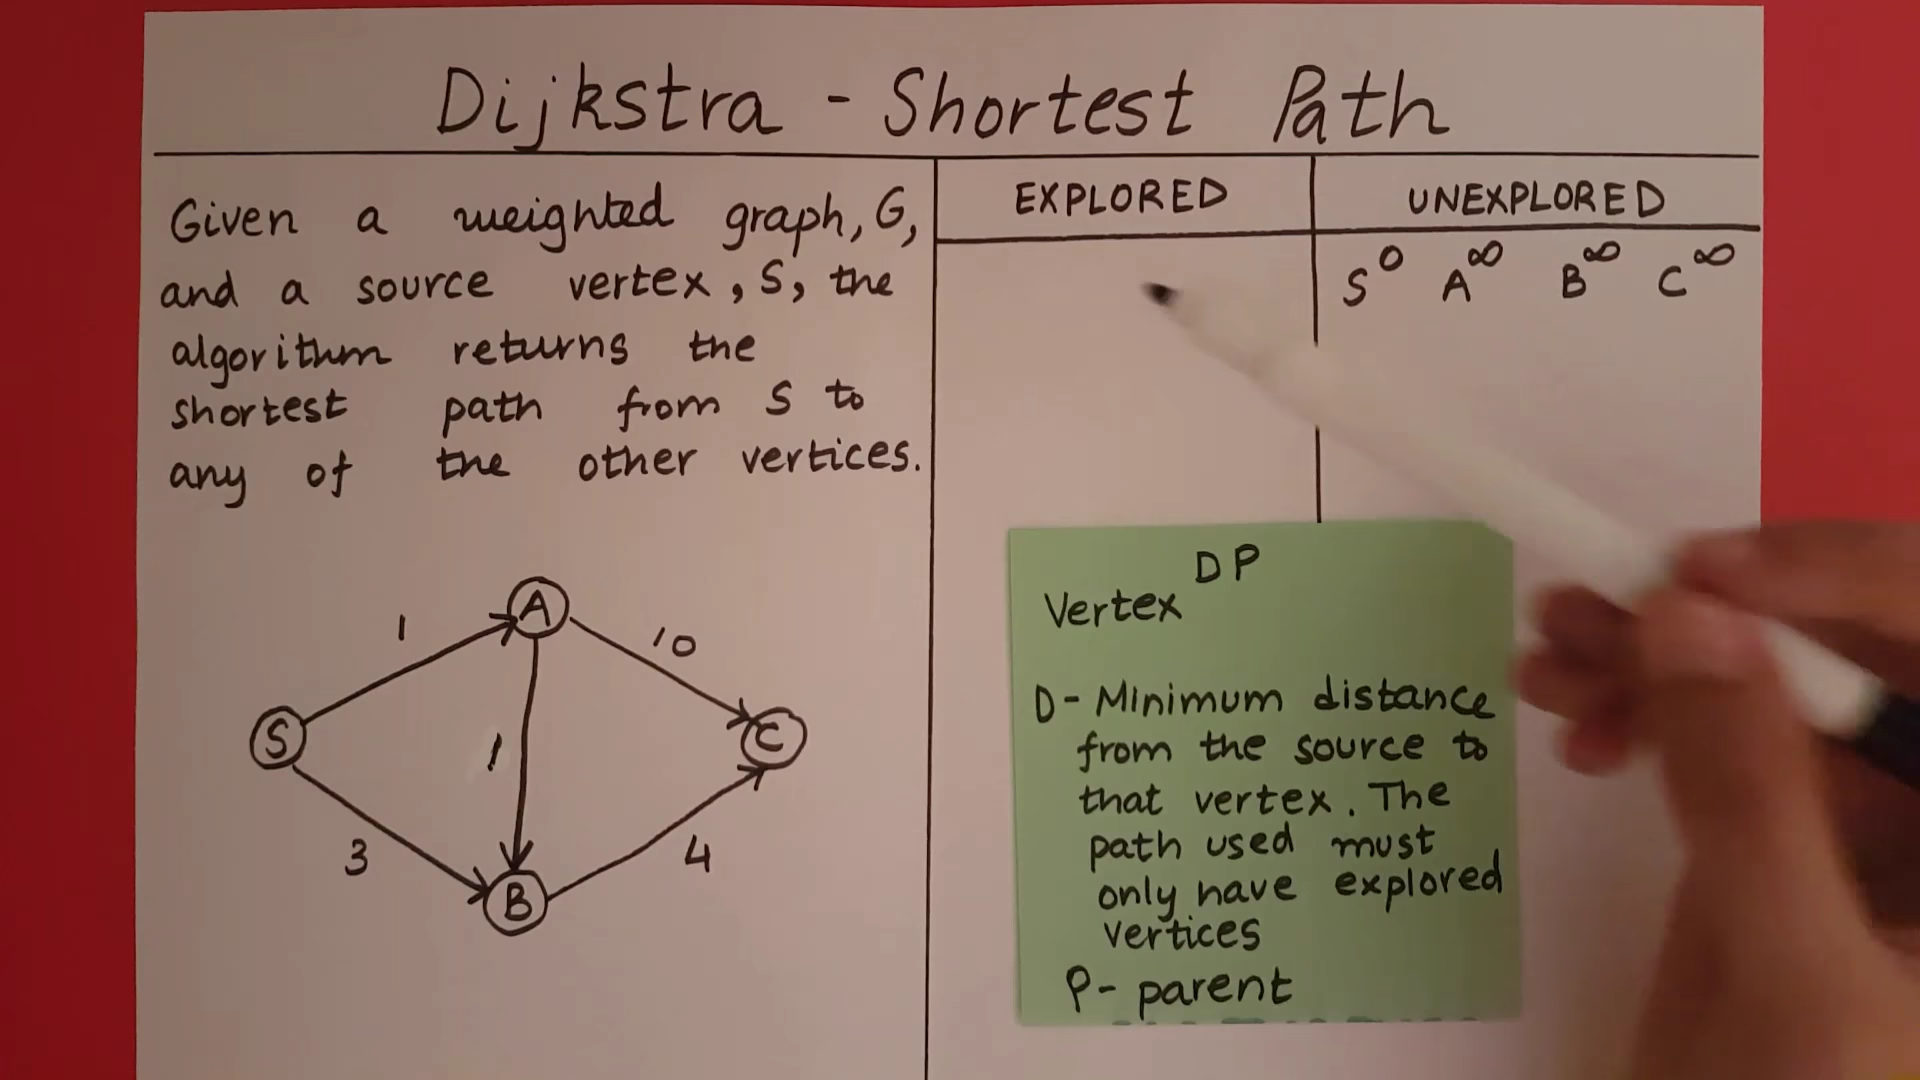 Dijkstra - Shortest Path
Given a weighted graph, G,
and a source vertex, S, the
algorithm returns the
shortest path from S to
any of the other vertices.
EXPLORED
UNEXPLORED
S⁰ A^∞ B^∞ C^∞
1
A
10
S
1
C
3
B
4
Vertex^DP
D - Minimum distance
from the source to
that vertex. The
path used must
only have explored
vertices
P - parent